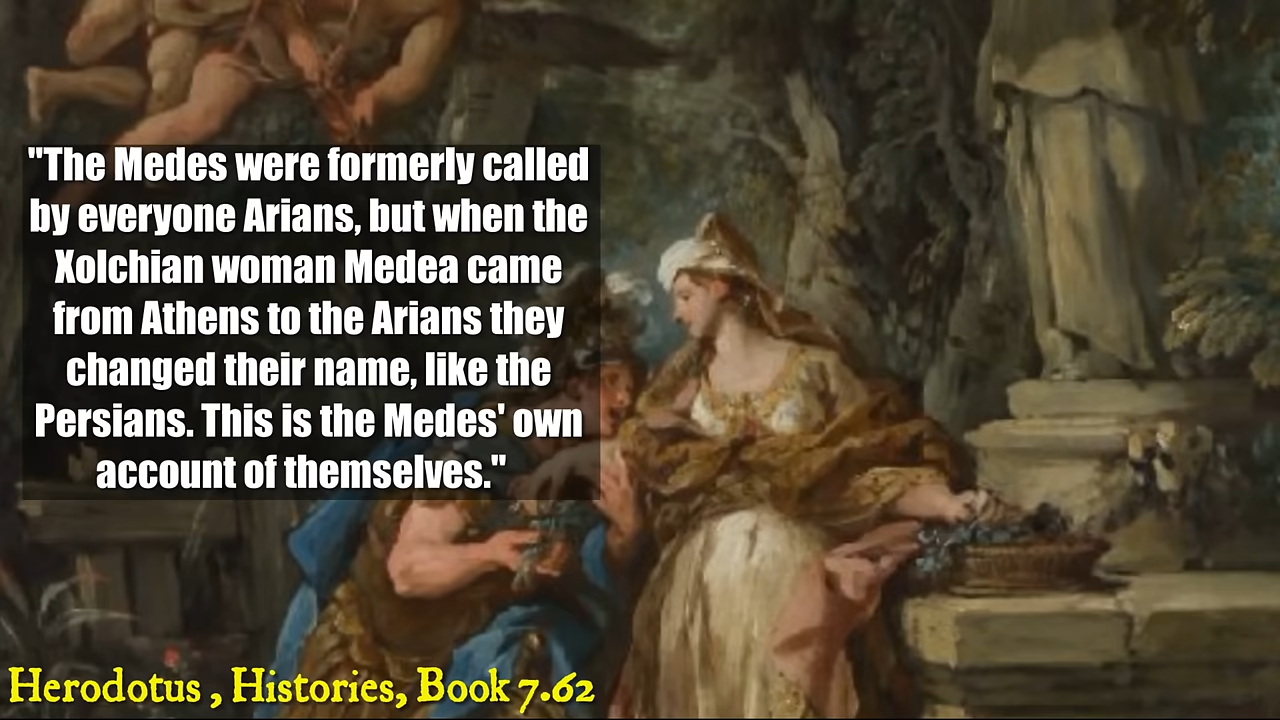 "The Medes were formerly called
by everyone Arians, but when the
Xolchian woman Medea came
from Athens to the Arians they
changed their name, like the
Persians. This is the Medes' own
account of themselves."
Herodotus , Histories, Book 7.62